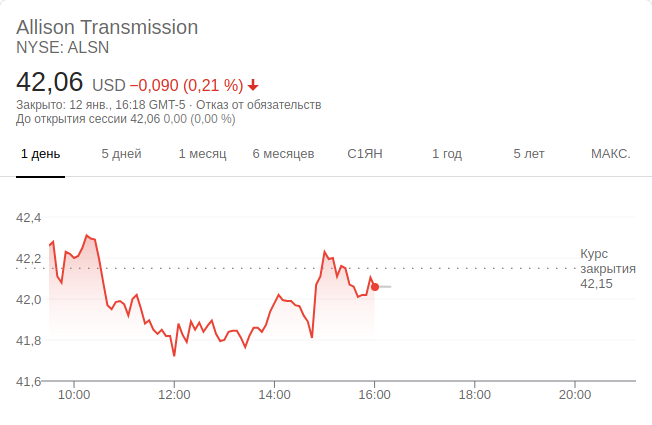 Allison Transmission
NYSE: ALSN
42,06 USD −0,090 (0,21 %)
Закрыто: 12 янв., 16:18 GMT-5 · Отказ от обязательств
До открытия сессии 42,06 0,00 (0,00 %)
1 день 5 дней 1 месяц 6 месяцев С1ЯН 1 год 5 лет МАКС.
42,4
42,2
42,0
41,8
41,6
Курс
закрытия
42,15
10:00 12:00 14:00 16:00 18:00 20:00